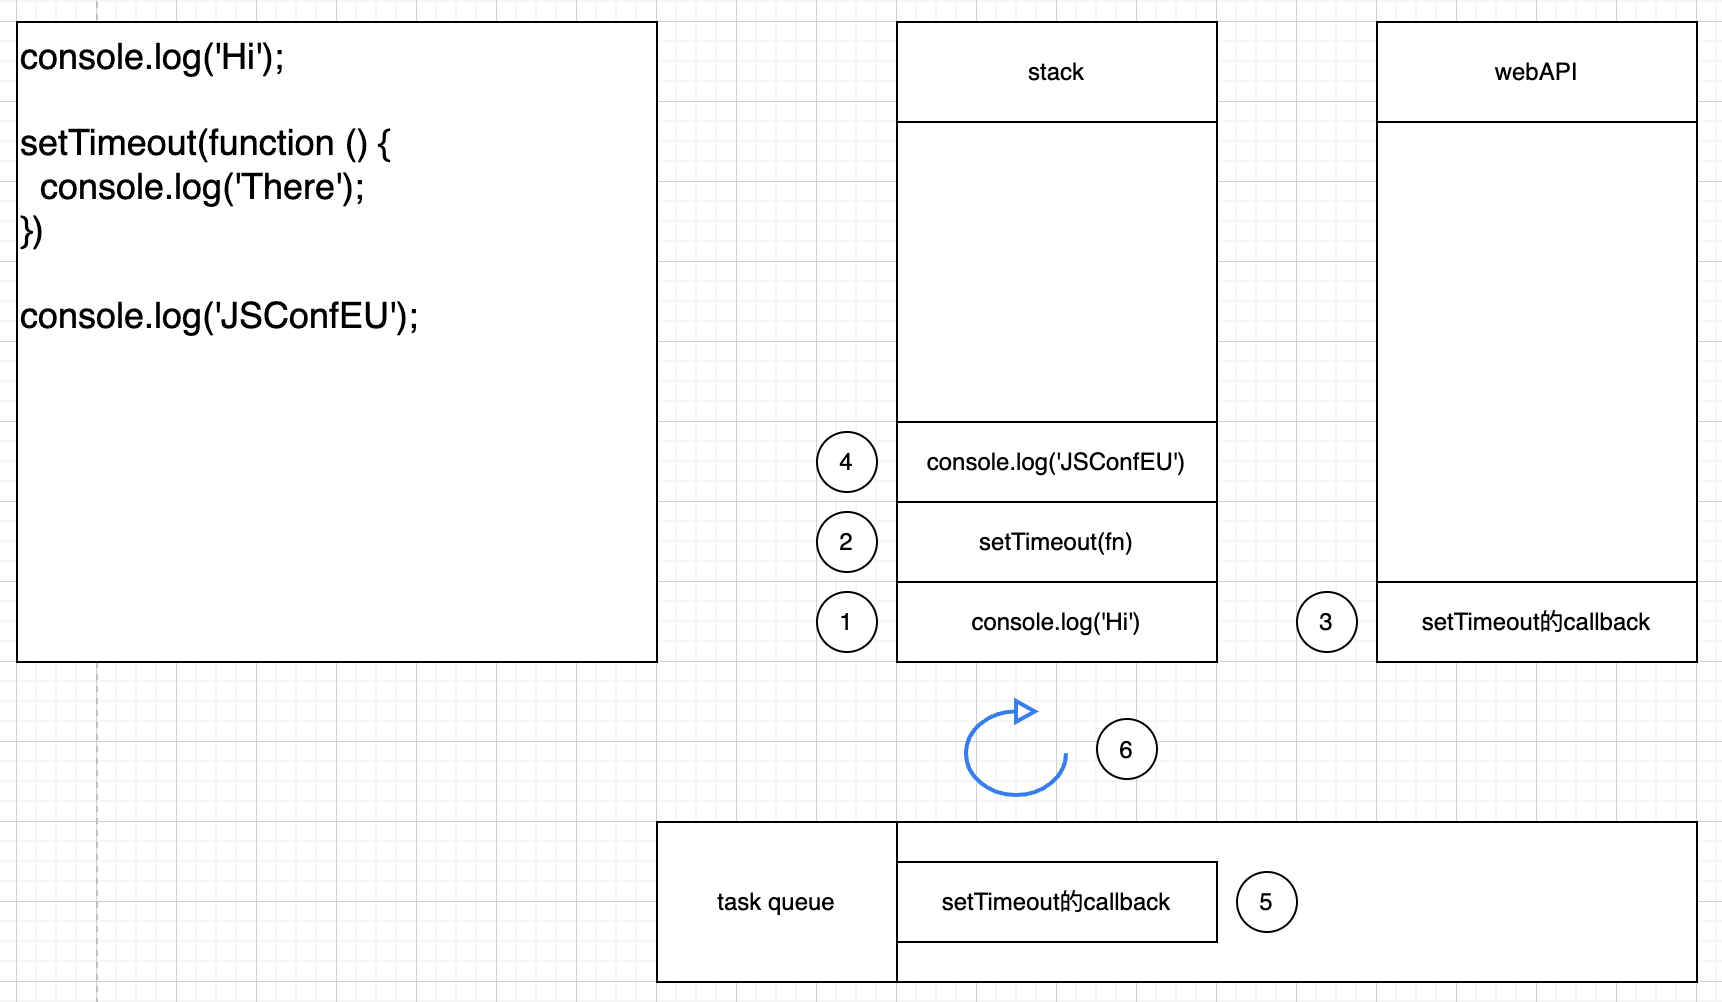 console.log('Hi');
setTimeout(function () {
console.log('There');
})
console.log('JSConfEU');
stack
webAPI
4
console.log('JSConfEU')
2
setTimeout(fn)
1
console.log('Hi')
3
setTimeout的callback
6
task queue
setTimeout的callback
5